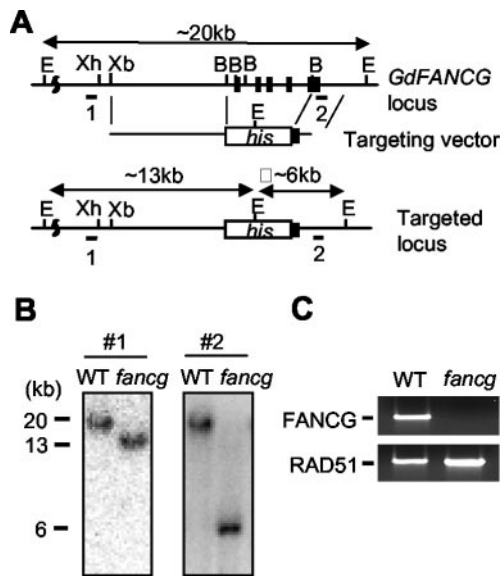 A
~20kb
E Xh Xb B B B B E
GdFANCG
locus
1 2
E
his
Targeting vector
~13kb ~6kb
E Xh Xb E E
his
Targeted
locus
1 2
B
#1 #2
WT fancg WT fancg
(kb)
20
13
6
C
WT fancg
FANCG
RAD51